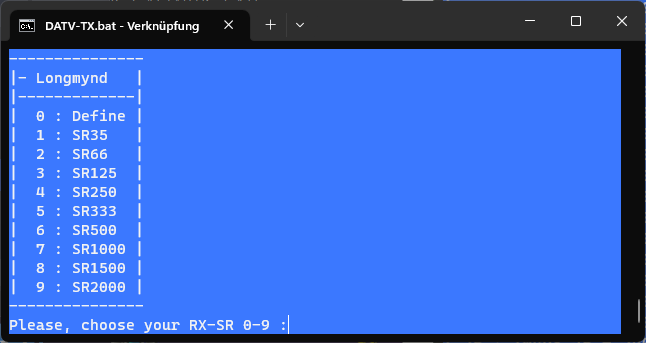 DATV-TX.bat - Verknüpfung
---------------
|- Longmynd   |
|-------------|
|  0 : Define |
|  1 : SR35   |
|  2 : SR66   |
|  3 : SR125  |
|  4 : SR250  |
|  5 : SR333  |
|  6 : SR500  |
|  7 : SR1000 |
|  8 : SR1500 |
|  9 : SR2000 |
---------------
Please, choose your RX-SR 0-9 :